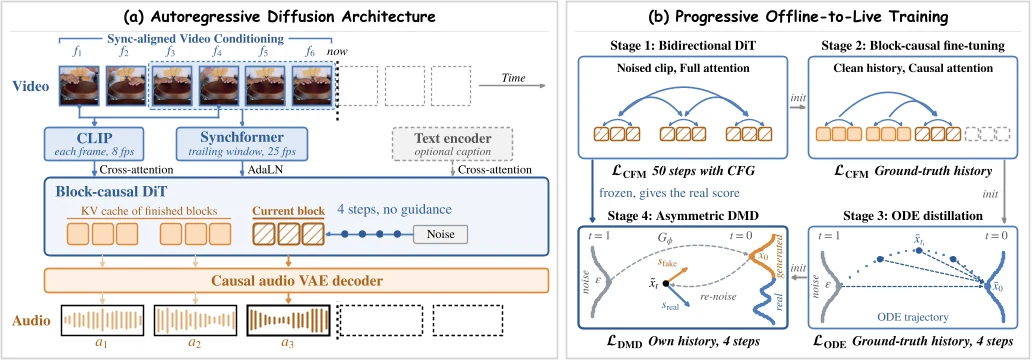 (a) Autoregressive Diffusion Architecture
Sync-aligned Video Conditioning
f1 f2 f3 f4 f5 f6 now
Video
Time
CLIP
each frame, 8 fps
Synchformer
trailing window, 25 fps
Text encoder
optional caption
Cross-attention
AdaLN
Cross-attention
Block-causal DiT
KV cache of finished blocks
Current block
4 steps, no guidance
Noise
Causal audio VAE decoder
Audio
a1 a2 a3
(b) Progressive Offline-to-Live Training
Stage 1: Bidirectional DiT
Noised clip, Full attention
ℒCFM 50 steps with CFG
init
Stage 2: Block-causal fine-tuning
Clean history, Causal attention
ℒCFM Ground-truth history
frozen, gives the real score
init
Stage 4: Asymmetric DMD
t = 1
Gϕ
t = 0
noise
ε
sfake
x̃t
sreal
re-noise
x0
generated
real
ℒDMD Own history, 4 steps
init
Stage 3: ODE distillation
t = 1
x̃ti
t = 0
noise
ε
x̃0
ODE trajectory
ℒODE Ground-truth history, 4 steps